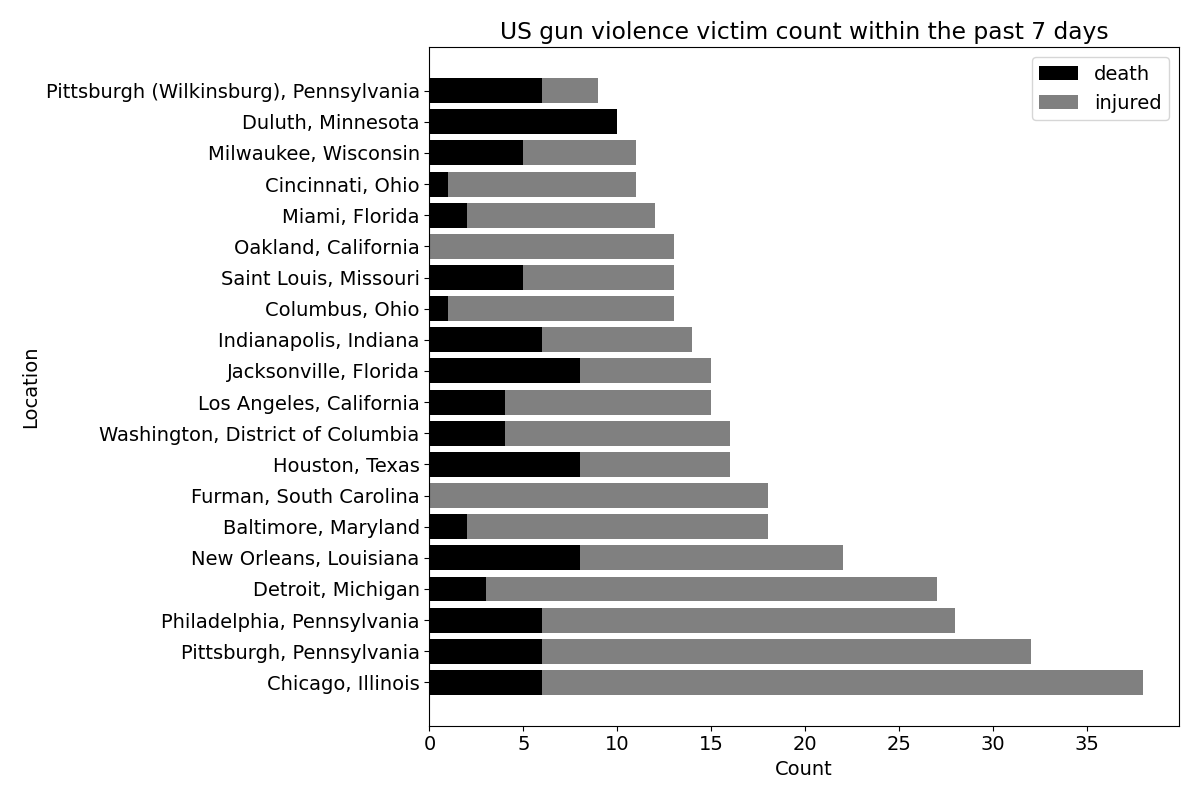 US gun violence victim count within the past 7 days
death
injured
Pittsburgh (Wilkinsburg), Pennsylvania
Duluth, Minnesota
Milwaukee, Wisconsin
Cincinnati, Ohio
Miami, Florida
Oakland, California
Saint Louis, Missouri
Columbus, Ohio
Indianapolis, Indiana
Jacksonville, Florida
Los Angeles, California
Washington, District of Columbia
Houston, Texas
Furman, South Carolina
Baltimore, Maryland
New Orleans, Louisiana
Detroit, Michigan
Philadelphia, Pennsylvania
Pittsburgh, Pennsylvania
Chicago, Illinois
Location
0 5 10 15 20 25 30 35
Count